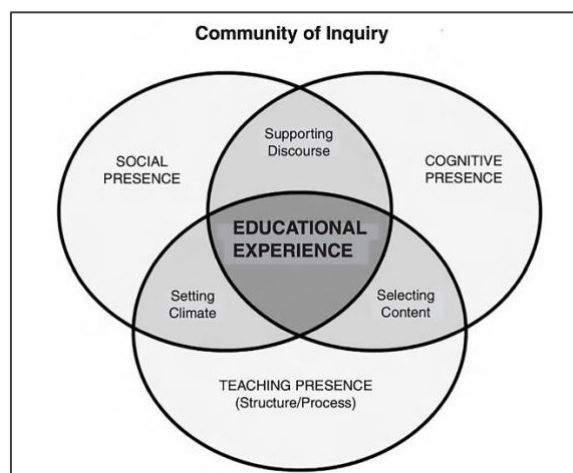 Community of Inquiry
Supporting
Discourse
SOCIAL
PRESENCE
COGNITIVE
PRESENCE
EDUCATIONAL
EXPERIENCE
Setting
Climate
Selecting
Content
TEACHING PRESENCE
(Structure/Process)